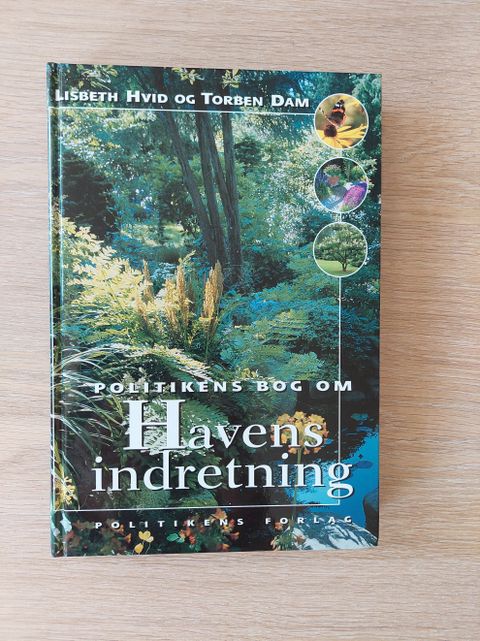 LISBETH HVID OG TORBEN DAM
POLITIKENS BOG OM
Havens
indretning
POLITIKENS FORLAG